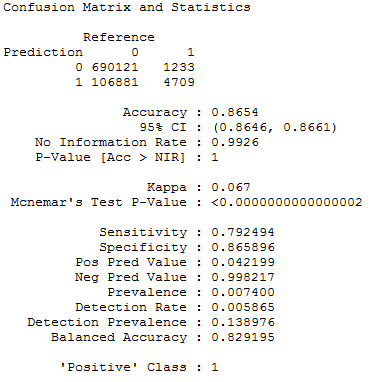 Confusion Matrix and Statistics
Reference
Prediction 0 1
0 690121 1233
1 106881 4709
Accuracy : 0.8654
95% CI : (0.8646, 0.8661)
No Information Rate : 0.9926
P-Value [Acc > NIR] : 1
Kappa : 0.067
Mcnemar's Test P-Value : <0.0000000000000002
Sensitivity : 0.792494
Specificity : 0.865896
Pos Pred Value : 0.042199
Neg Pred Value : 0.998217
Prevalence : 0.007400
Detection Rate : 0.005865
Detection Prevalence : 0.138976
Balanced Accuracy : 0.829195
'Positive' Class : 1